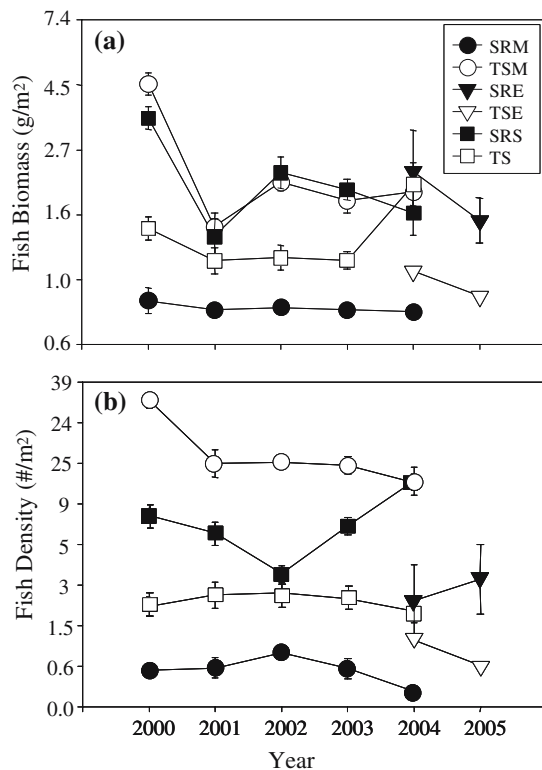 7.4
4.5
2.7
1.6
1.0
0.6
Fish Biomass (g/m²)
(a)
SRM
TSM
SRE
TSE
SRS
TS
39
24
25
9
5
3
1.5
0.6
0.0
Fish Density (#/m²)
(b)
2000 2001 2002 2003 2004 2005
Year